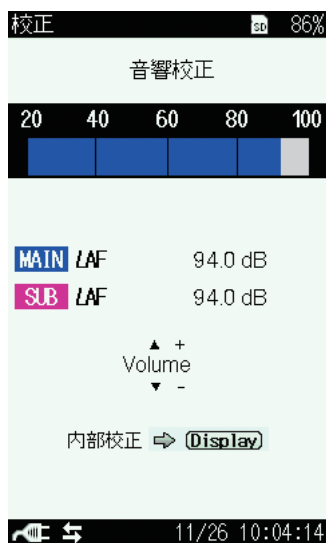 校正 SD 86%
音響校正
20 40 60 80 100
MAIN LAF 94.0 dB
SUB LAF 94.0 dB
▲ +
Volume
▼ -
内部校正 ⇨ Display
11/26 10:04:14